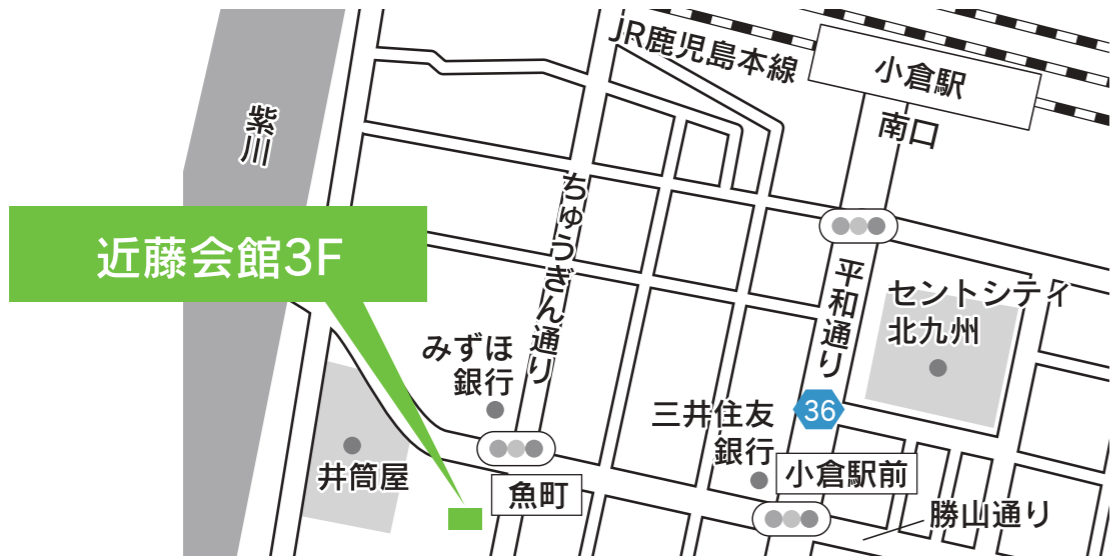 JR鹿児島本線
小倉駅
南口
紫川
ちゅうぎん通り
近藤会館3F
平和通り
セントシティ
北九州
みずほ
銀行
36
三井住友
銀行
井筒屋
小倉駅前
魚町
勝山通り